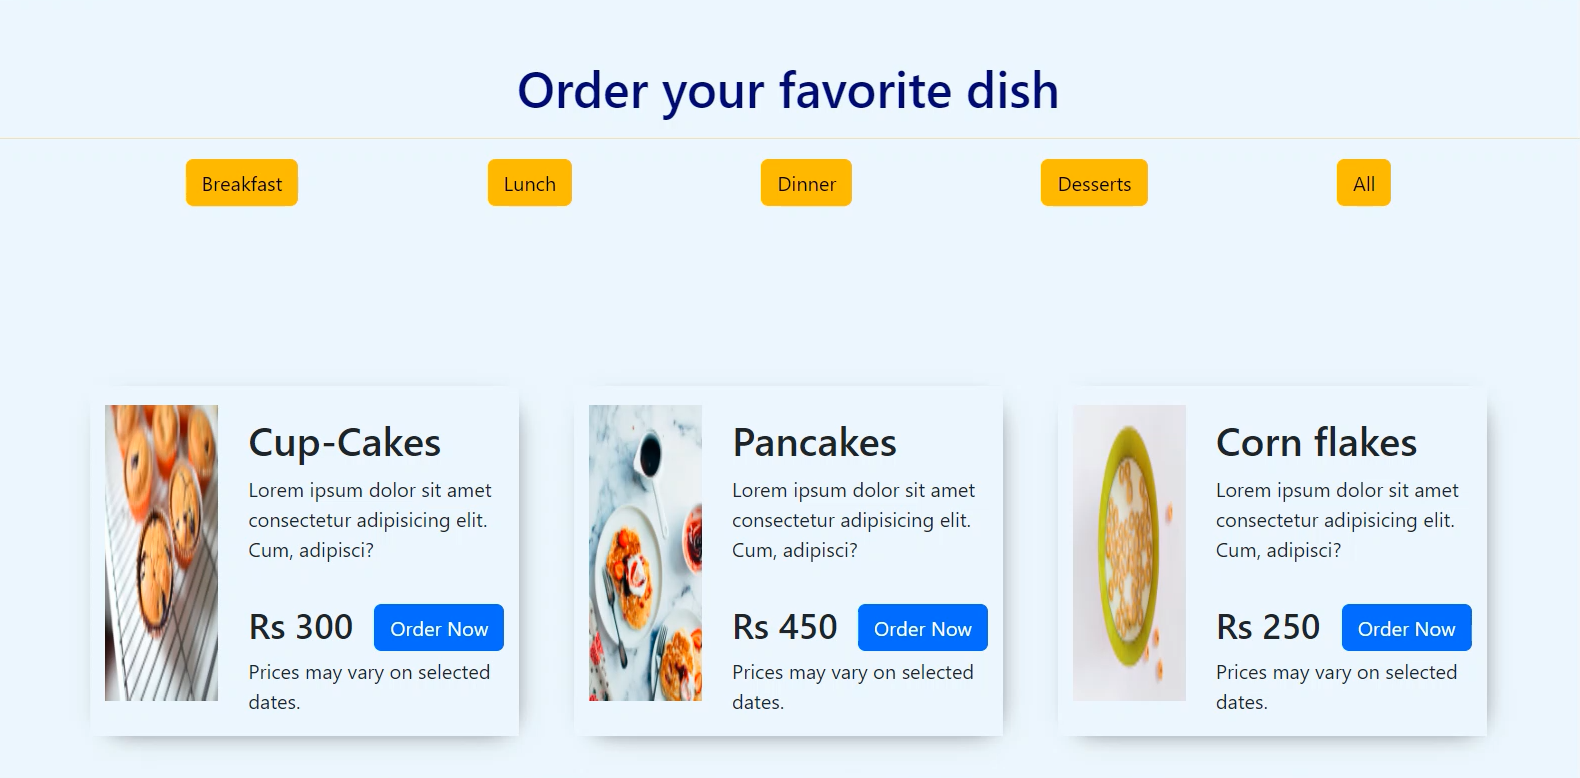 Order your favorite dish
Breakfast
Lunch
Dinner
Desserts
All
Cup-Cakes
Lorem ipsum dolor sit amet
consectetur adipisicing elit.
Cum, adipisci?
Rs 300
Order Now
Prices may vary on selected
dates.
Pancakes
Lorem ipsum dolor sit amet
consectetur adipisicing elit.
Cum, adipisci?
Rs 450
Order Now
Prices may vary on selected
dates.
Corn flakes
Lorem ipsum dolor sit amet
consectetur adipisicing elit.
Cum, adipisci?
Rs 250
Order Now
Prices may vary on selected
dates.